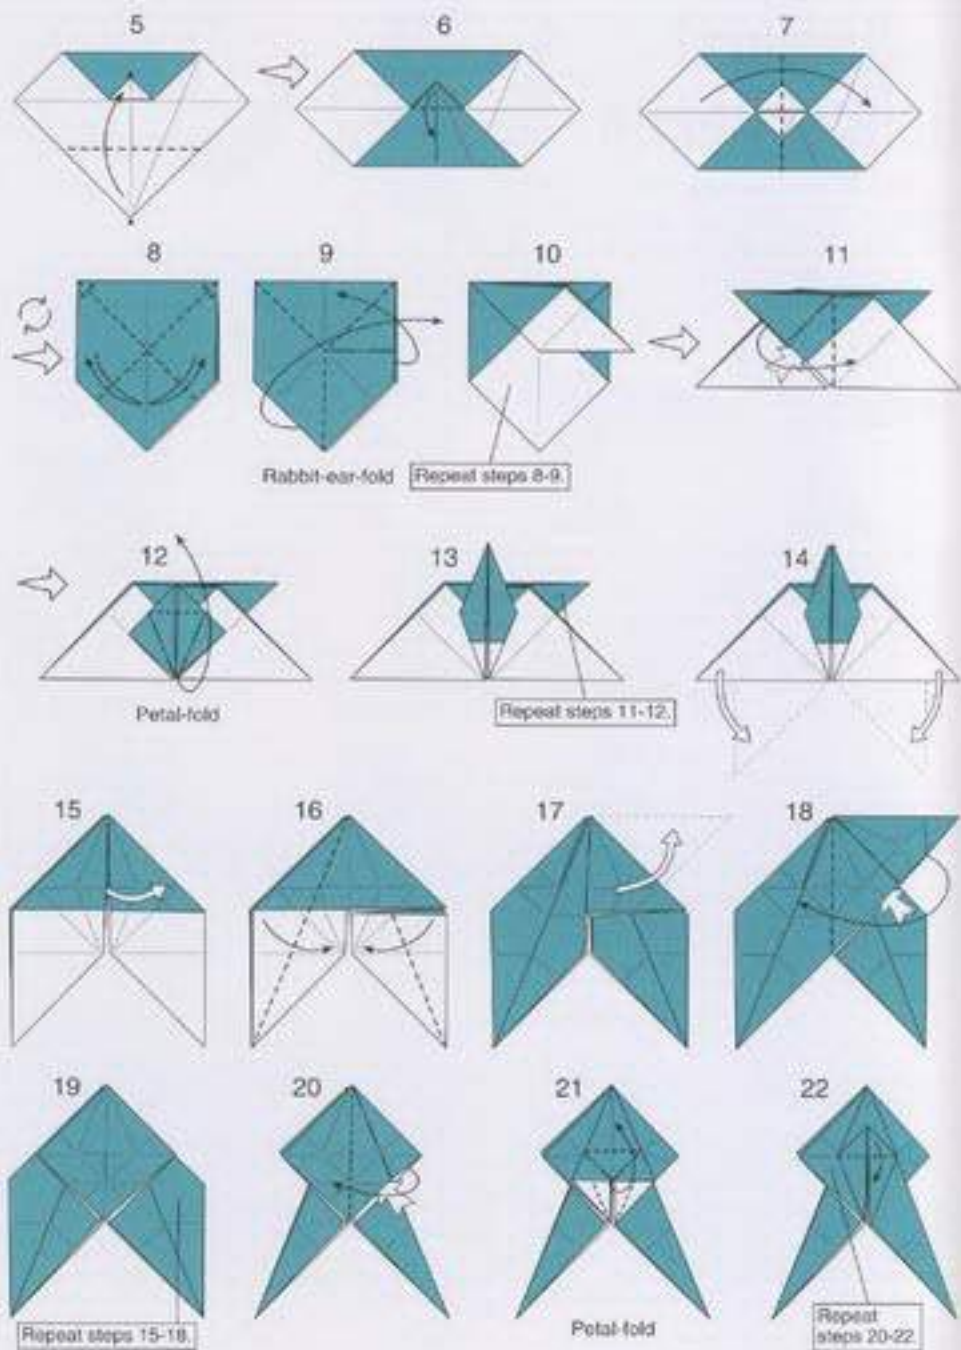 5
6
7
8
9
10
11
Rabbit-ear-fold
Repeat steps 8-9.
12
13
14
Petal-fold
Repeat steps 11-12.
15
16
17
18
19
20
21
22
Repeat steps 15-18.
Petal-fold
Repeat
steps 20-22.